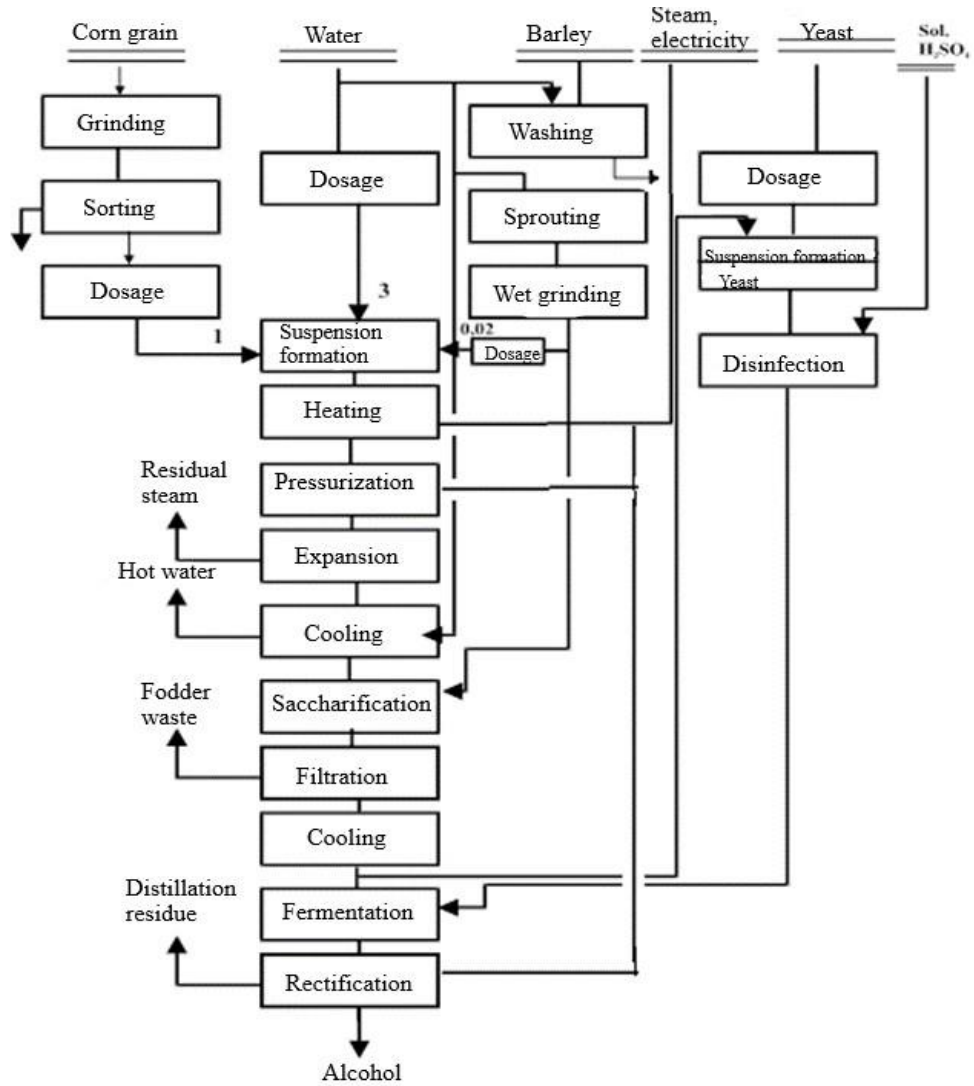 Corn grain
Water
Barley
Steam,
electricity
Yeast
Sol.
H₂SO₄
Grinding
Washing
Dosage
Dosage
Sorting
Sprouting
Suspension formation
Yeast
Dosage
Wet grinding
3
1
Suspension
formation
0,02
Dosage
Disinfection
Heating
Residual
steam
Pressurization
Hot water
Expansion
Cooling
Fodder
waste
Saccharification
Filtration
Cooling
Distillation
residue
Fermentation
Rectification
Alcohol